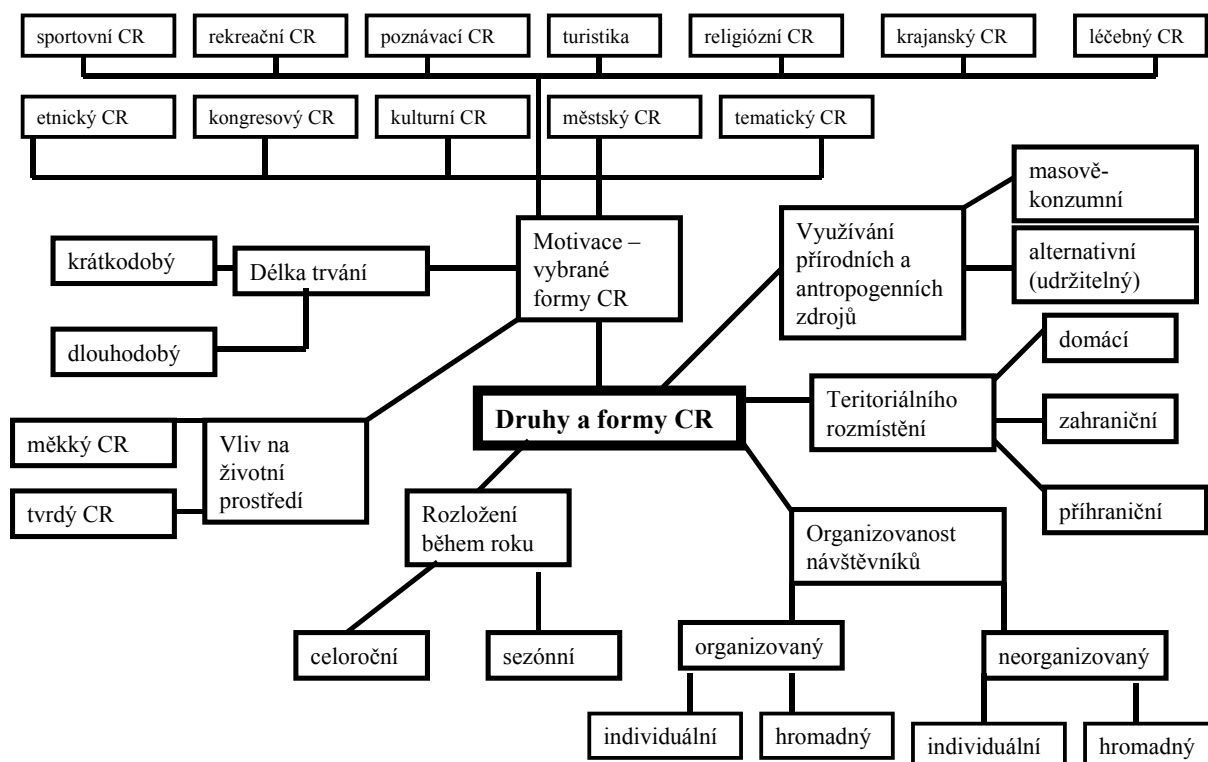 sportovní CR
rekreační CR
poznávací CR
turistika
religiózní CR
krajanský CR
léčebný CR
etnický CR
kongresový CR
kulturní CR
městský CR
tematický CR
masově-
konzumní
Motivace –
vybrané
formy CR
Využívání
přírodních a
antropogenních
zdrojů
alternativní
(udržitelný)
krátkodobý
Délka trvání
dlouhodobý
domácí
Druhy a formy CR
Teritoriálního
rozmístění
zahraniční
příhraniční
měkký CR
Vliv na
životní
prostředí
tvrdý CR
Rozložení
během roku
Organizovanost
návštěvníků
celoroční
sezónní
organizovaný
neorganizovaný
individuální
hromadný
individuální
hromadný